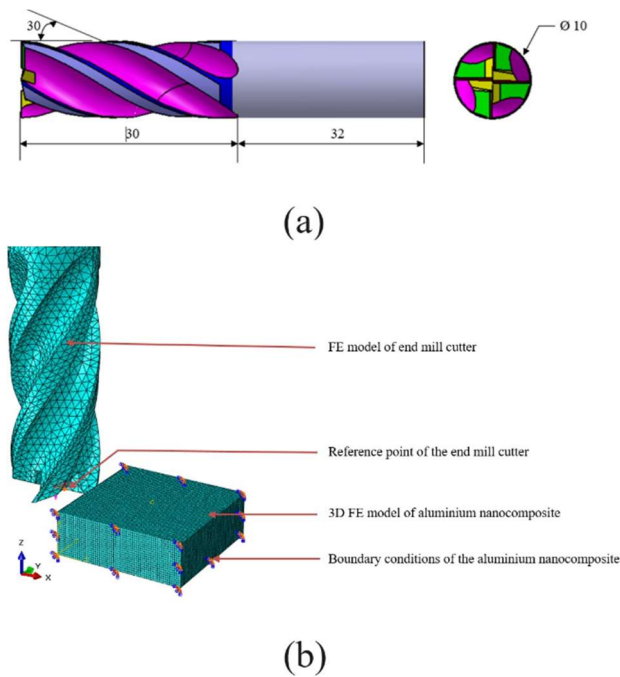 30
Ø 10
30
32
(a)
FE model of end mill cutter
Reference point of the end mill cutter
3D FE model of aluminium nanocomposite
Boundary conditions of the aluminium nanocomposite
Z
Y
X
(b)